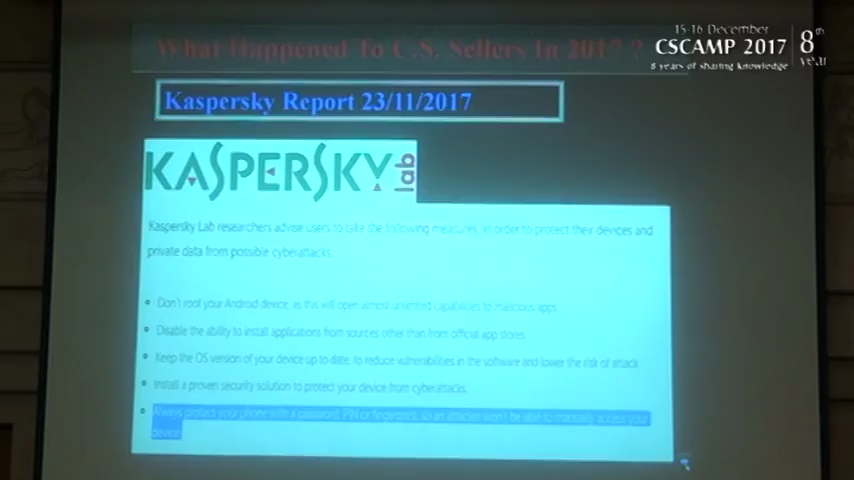 What Happened To C.S. Sellers In 2017 ?
15-16 December
CSCAMP 2017
8 years of sharing knowledge
8th
year
Kaspersky Report 23/11/2017
KASPERSKY lab
Kaspersky Lab researchers advise users to take the following measures, in order to protect their devices and
private data from possible cyberattacks:
Don't root your Android device, as this will open almost unlimited capabilities to malicious apps
Disable the ability to install applications from sources other than from official app stores
Keep the OS version of your device up to date, to reduce vulnerabilities in the software and lower the risk of attack
Install a proven security solution to protect your device from cyberattacks.
Always protect your phone with a password, PIN or fingerprint, so an attacker won't be able to manually access your
device.